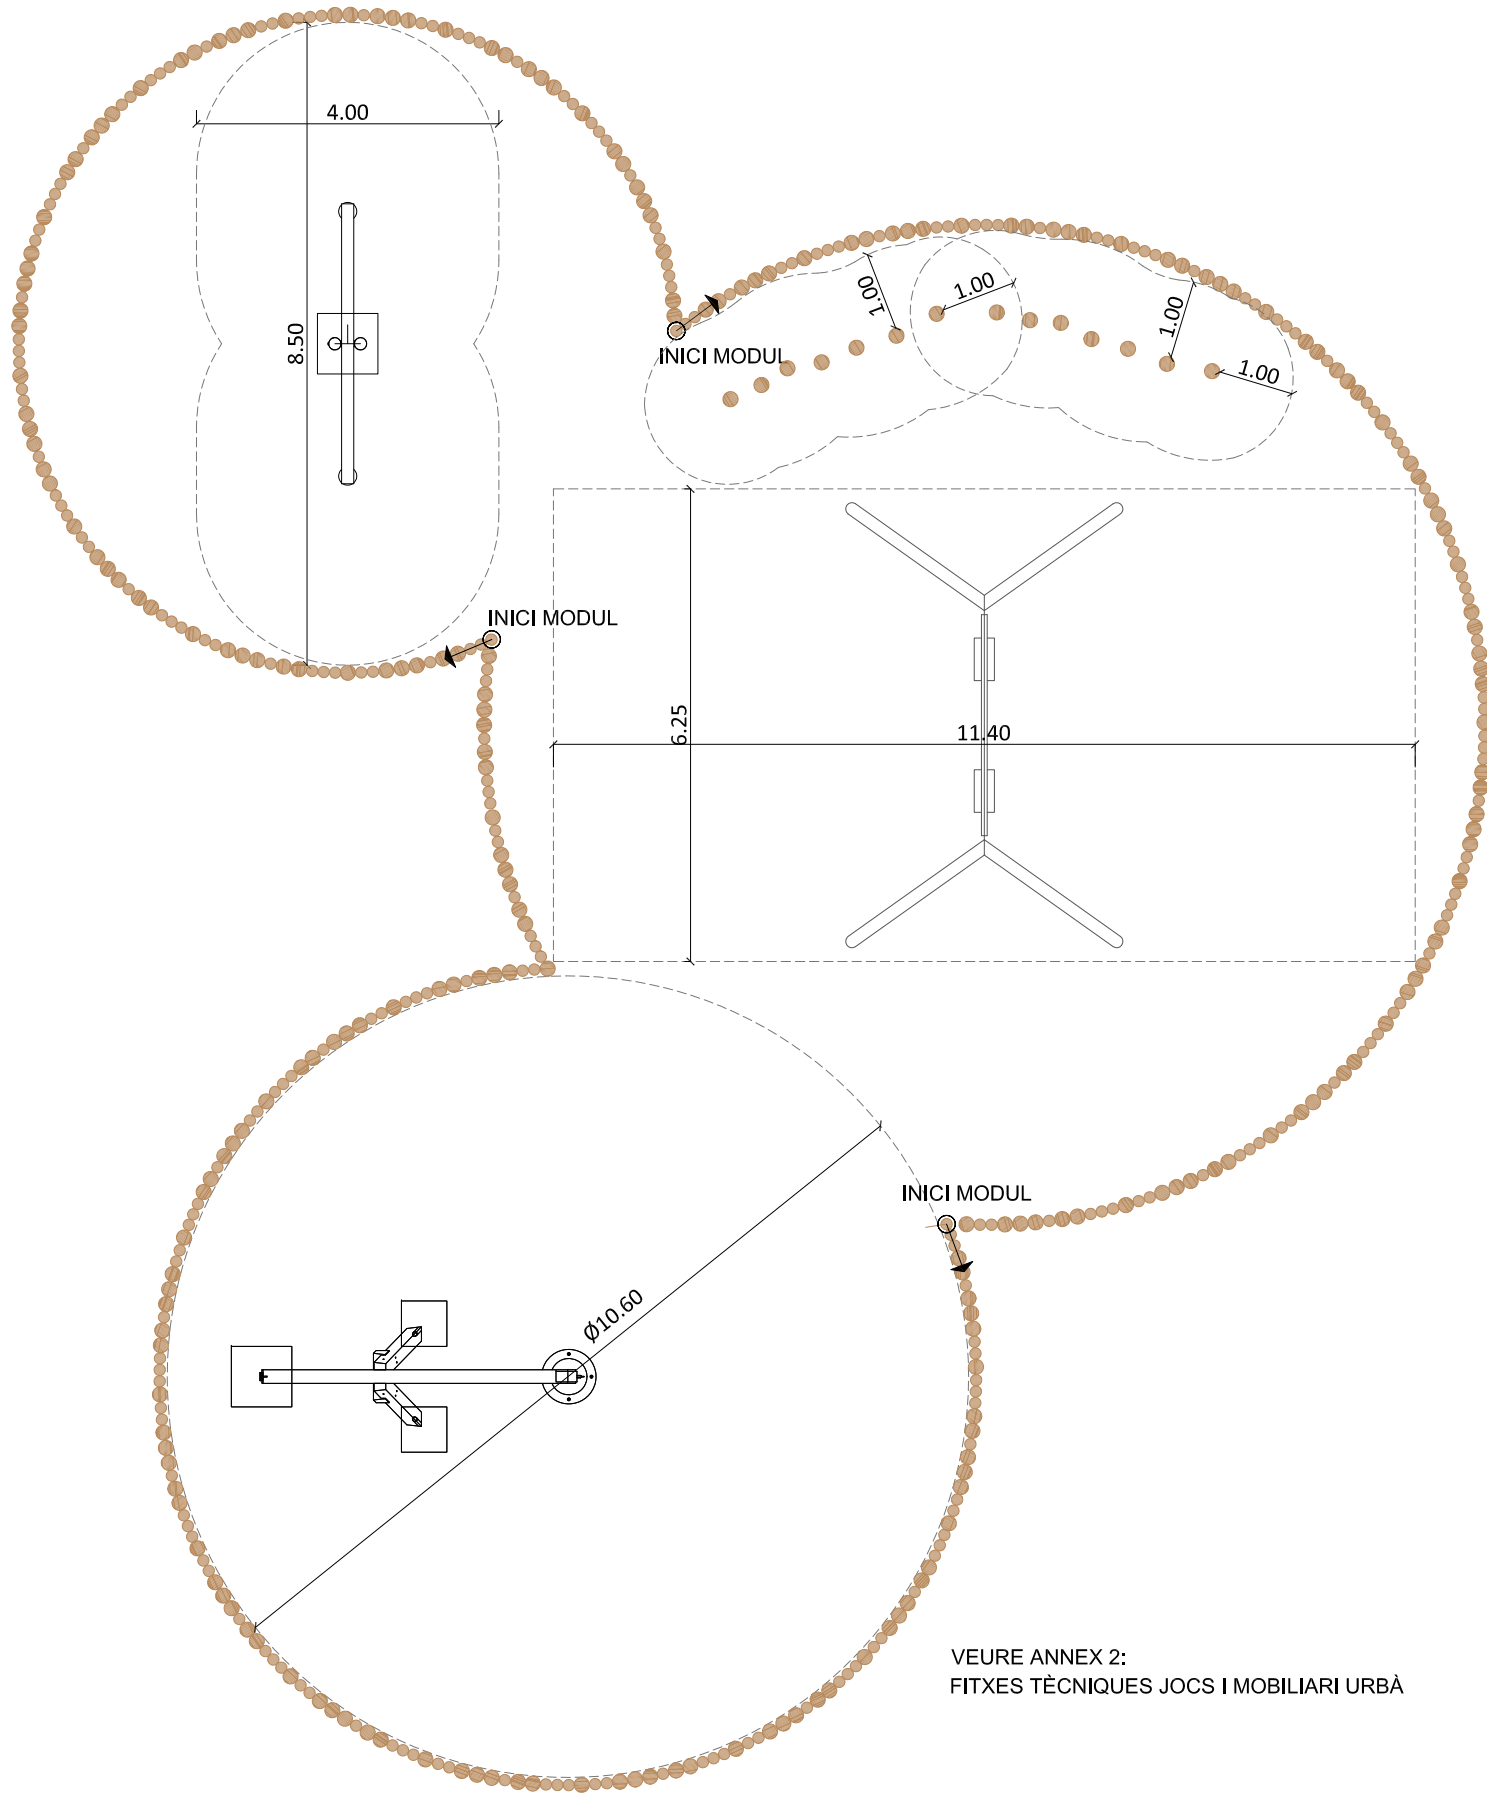 4.00
8.50
INICI MODUL
1.00
1.00
1.00
1.00
INICI MODUL
6.25
11.40
INICI MODUL
Ø10.60
VEURE ANNEX 2:
FITXES TÈCNIQUES JOCS I MOBILIARI URBÀ